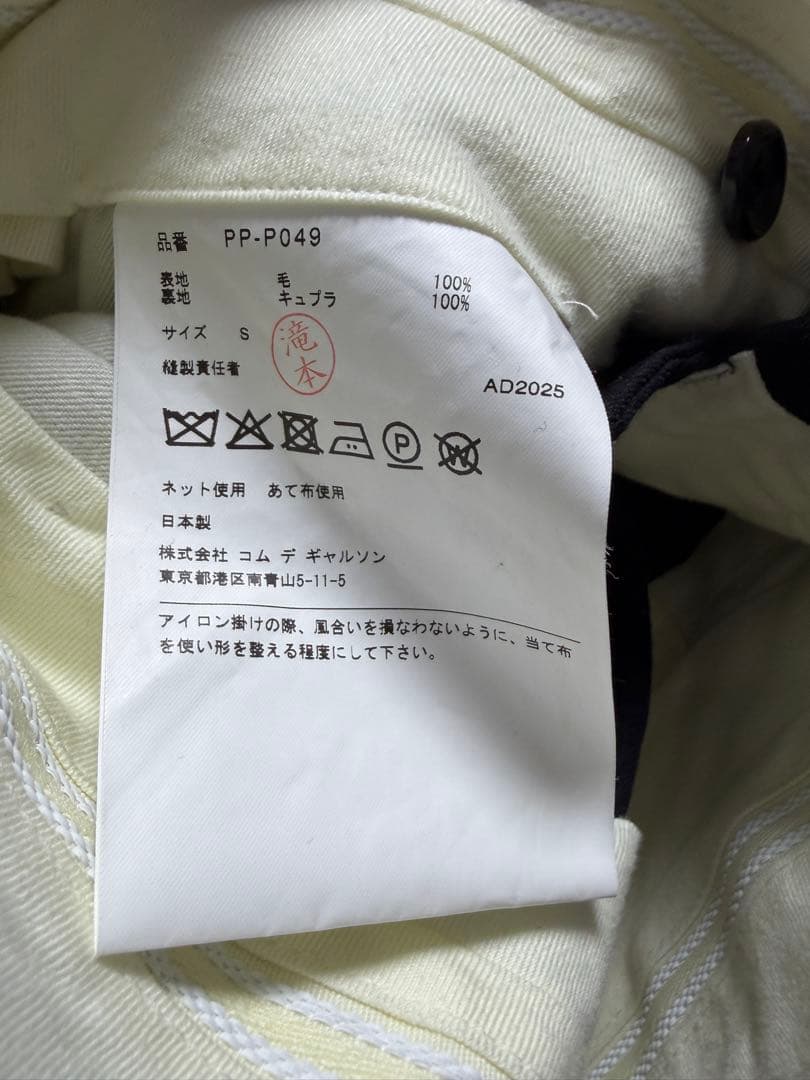 品番 PP-P049
表地 毛 100%
裏地 キュプラ 100%
サイズ S
縫製責任者 滝本
AD2025
P
W
ネット使用 あて布使用
日本製
株式会社 コム デ ギャルソン
東京都港区南青山5-11-5
アイロン掛けの際、風合いを損なわないように、当て布
を使い形を整える程度にして下さい。